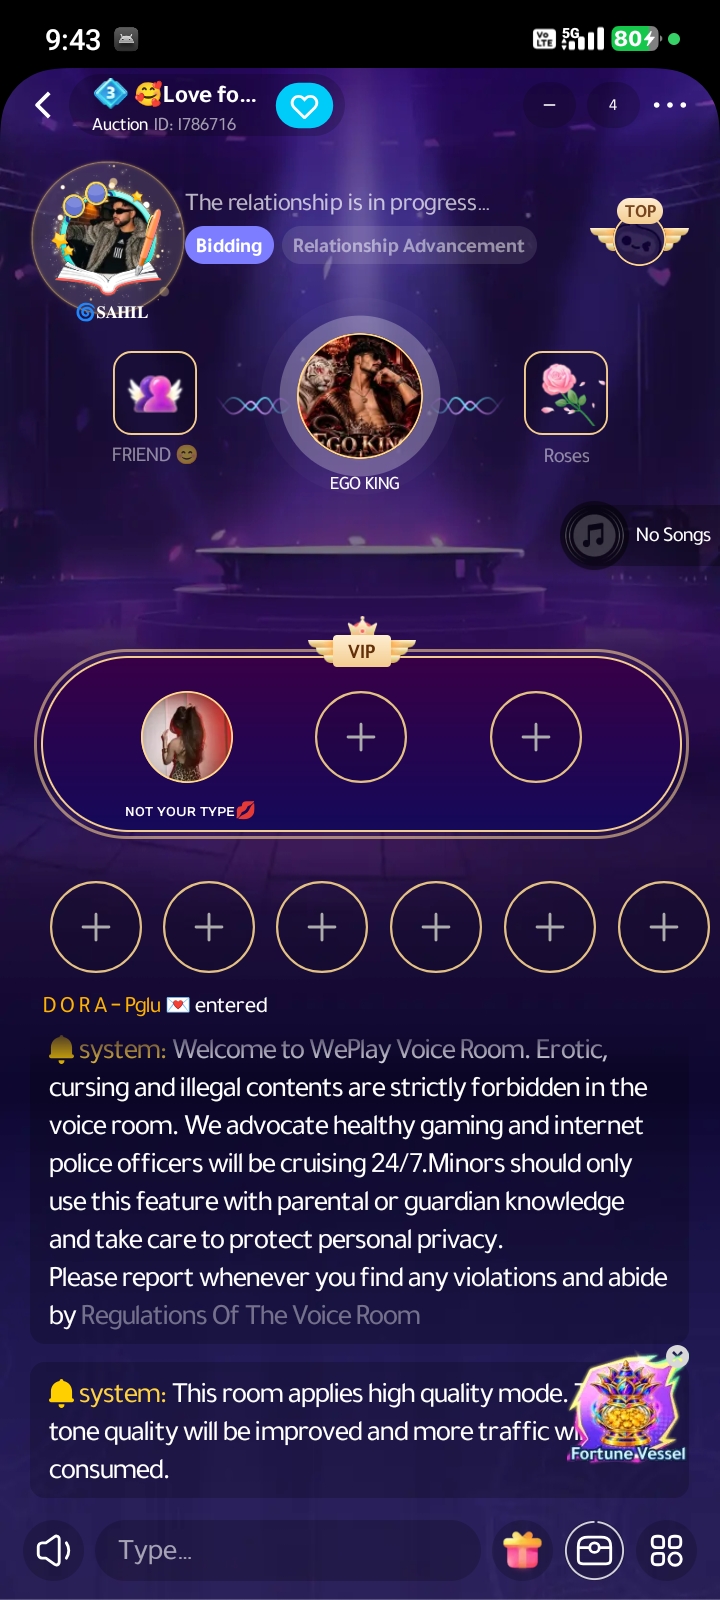 9:43
Vo LTE 5G 80
3 🥰Love fo...
Auction ID: I786716
4
The relationship is in progress...
Bidding Relationship Advancement
TOP
🌀SAHIL
FRIEND 😊
EGO KING
EGO KING
Roses
No Songs
VIP
NOT YOUR TYPE💋
D O R A – Pglu 💌 entered
system: Welcome to WePlay Voice Room. Erotic,
cursing and illegal contents are strictly forbidden in the
voice room. We advocate healthy gaming and internet
police officers will be cruising 24/7.Minors should only
use this feature with parental or guardian knowledge
and take care to protect personal privacy.
Please report whenever you find any violations and abide
by Regulations Of The Voice Room
system: This room applies high quality mode.
tone quality will be improved and more traffic
consumed.
Fortune Vessel
Type...